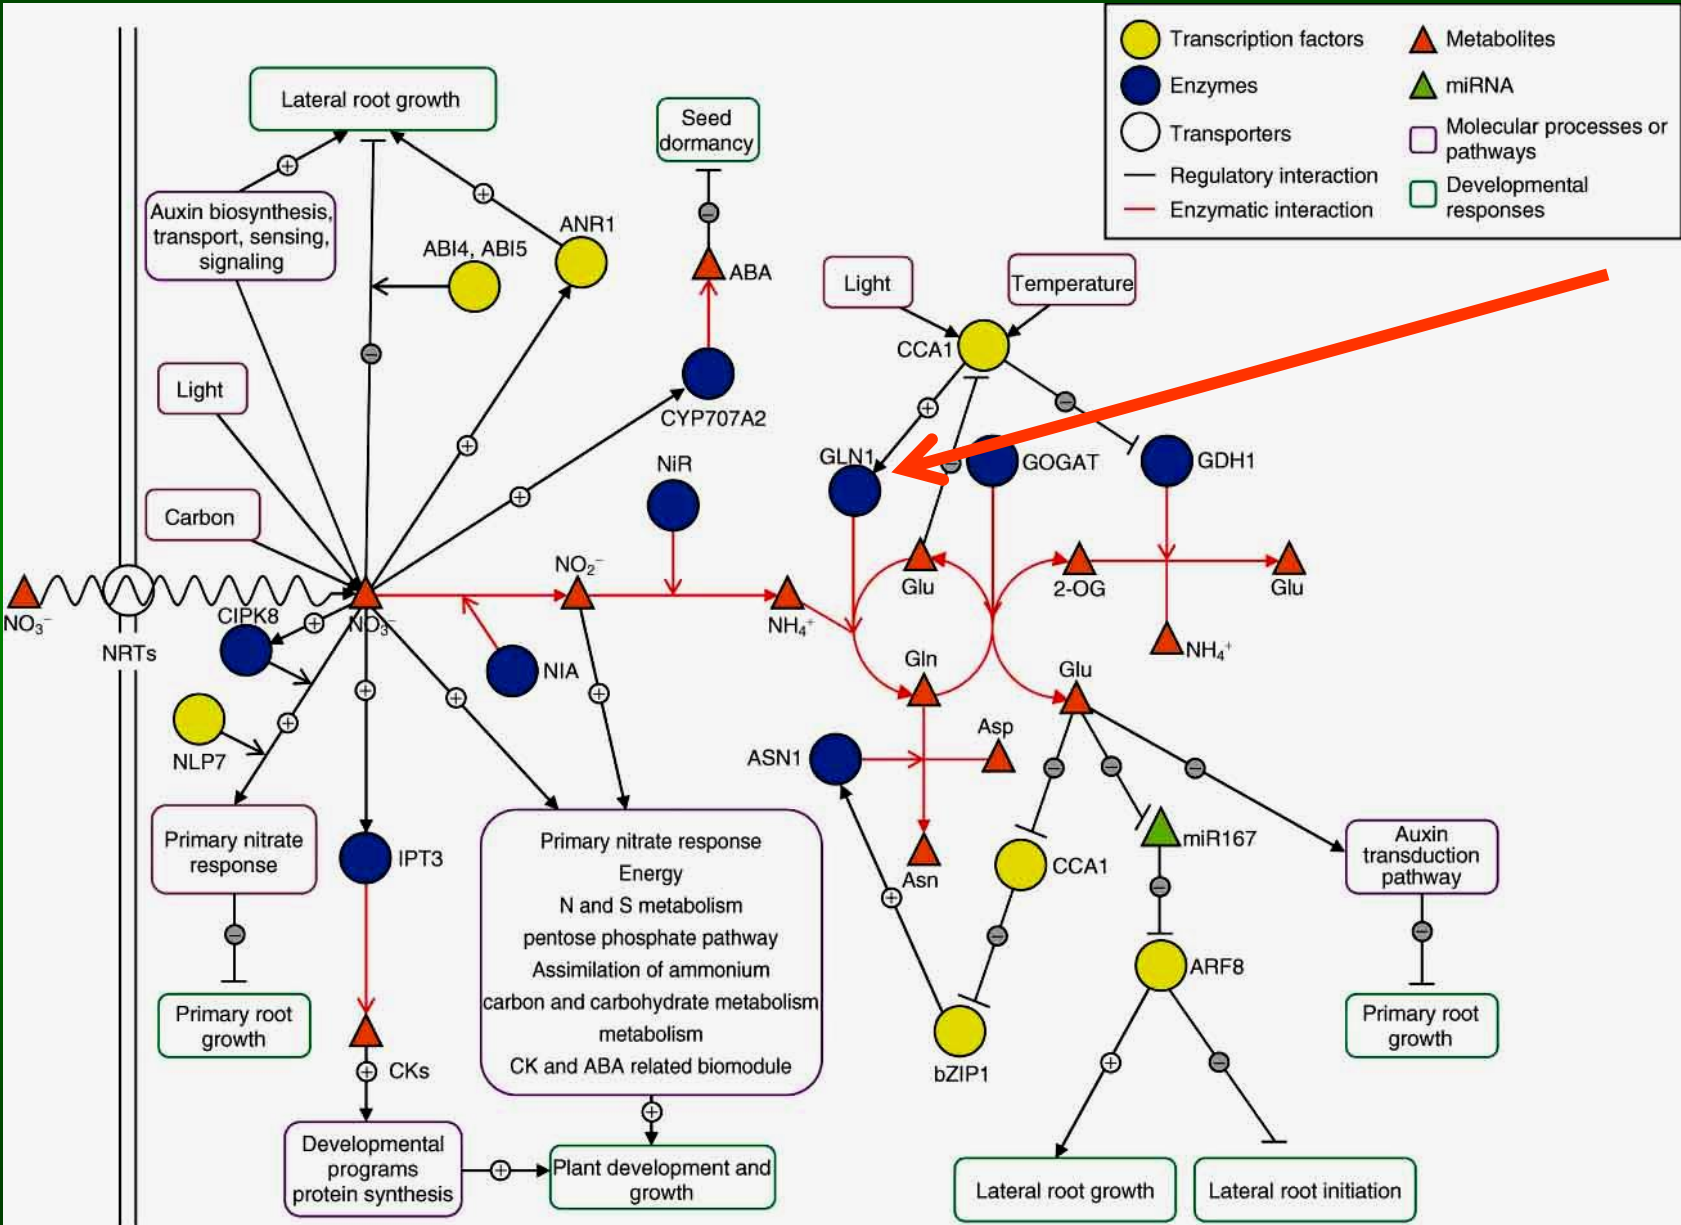 Transcription factors
Enzymes
Transporters
Regulatory interaction
Enzymatic interaction
Metabolites
miRNA
Molecular processes or
pathways
Developmental
responses
Lateral root growth
Seed
dormancy
Auxin biosynthesis,
transport, sensing,
signaling
ABI4, ABI5
ANR1
ABA
CYP707A2
Light
Temperature
CCA1
Light
Carbon
NiR
GLN1
GOGAT
GDH1
NO₃⁻
NRTs
CIPK8
NO₃⁻
NO₂⁻
NIA
NH₄⁺
Glu
2-OG
Glu
NH₄⁺
Gln
Glu
NLP7
ASN1
Asp
Asn
CCA1
miR167
Auxin
transduction
pathway
Primary nitrate
response
IPT3
Primary nitrate response
Energy
N and S metabolism
pentose phosphate pathway
Assimilation of ammonium
carbon and carbohydrate metabolism
metabolism
CK and ABA related biomodule
ARF8
bZIP1
Primary root
growth
Primary root
growth
CKs
Developmental
programs
protein synthesis
Plant development and
growth
Lateral root growth
Lateral root initiation